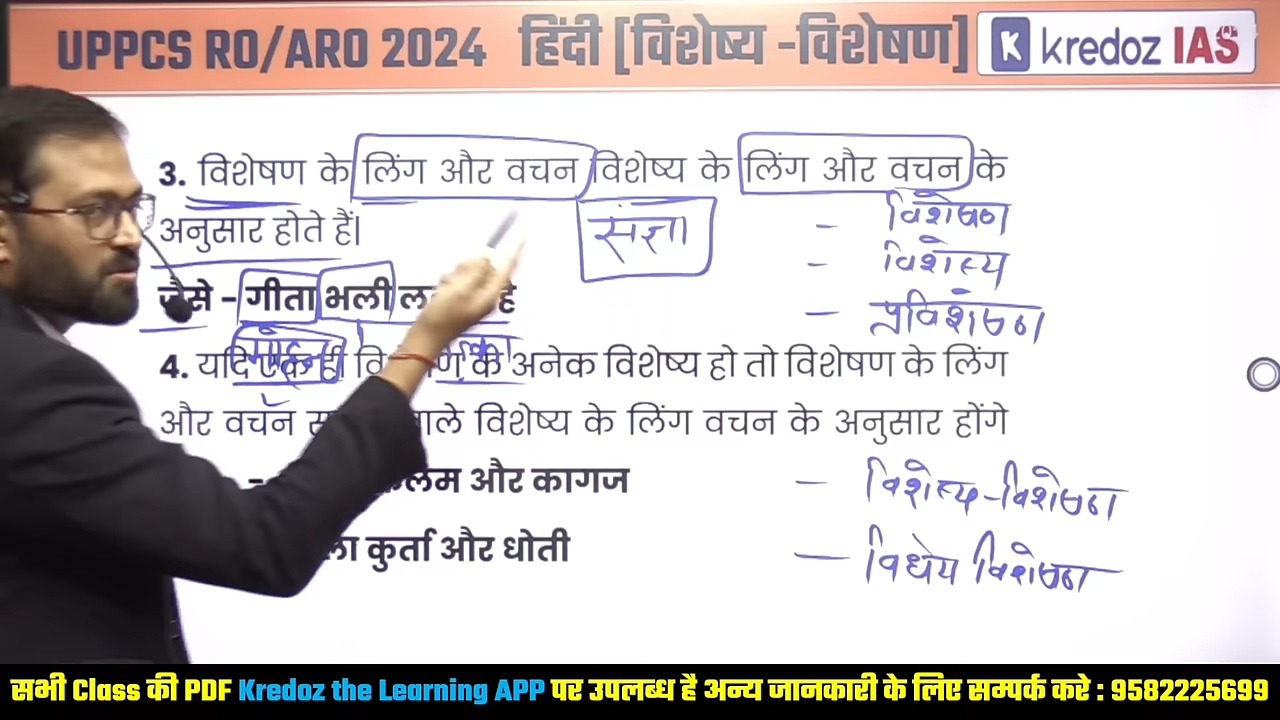 UPPCS RO/ARO 2024 हिंदी [विशेष्य -विशेषण]
K kredoz IAS
3. विशेषण के लिंग और वचन विशेष्य के लिंग और वचन के
अनुसार होते हैं।
संज्ञा
- विशेषण
- विशेष्य
- प्रविशेषण
जैसे - गीता भली
मोहन
4. यदि एक ही के अनेक विशेष्य हो तो विशेषण के लिंग
और वचन वाले विशेष्य के लिंग वचन के अनुसार होंगे
कलम और कागज
कुर्ता और धोती
- विशेष्य-विशेषण
- विधेय विशेषण
सभी Class की PDF Kredoz the Learning APP पर उपलब्ध है अन्य जानकारी के लिए सम्पर्क करे : 9582225699